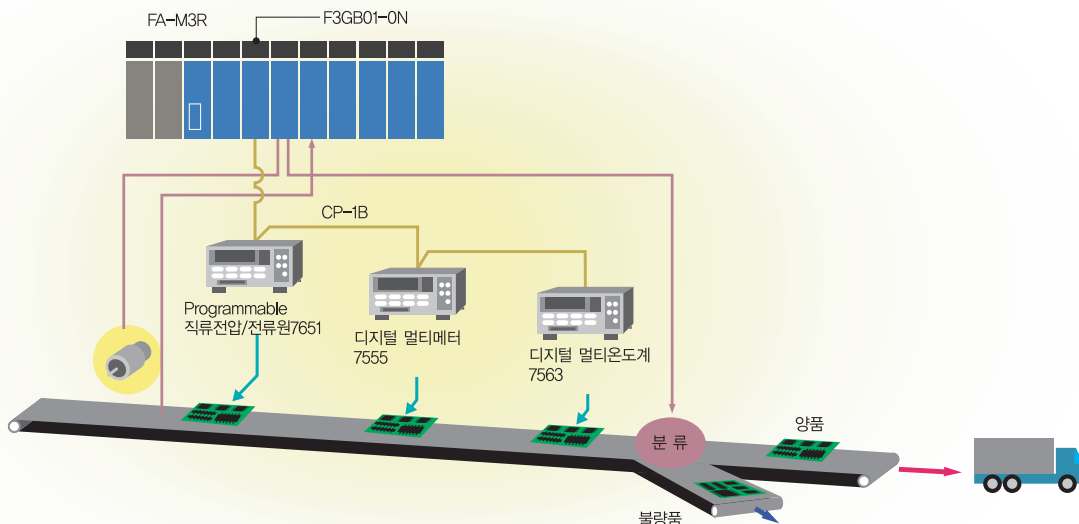 FA-M3R
F3GB01-0N
CP-1B
Programmable
직류전압/전류원7651
디지털 멀티메터
7555
디지털 멀티온도계
7563
분 류
양품
불량품